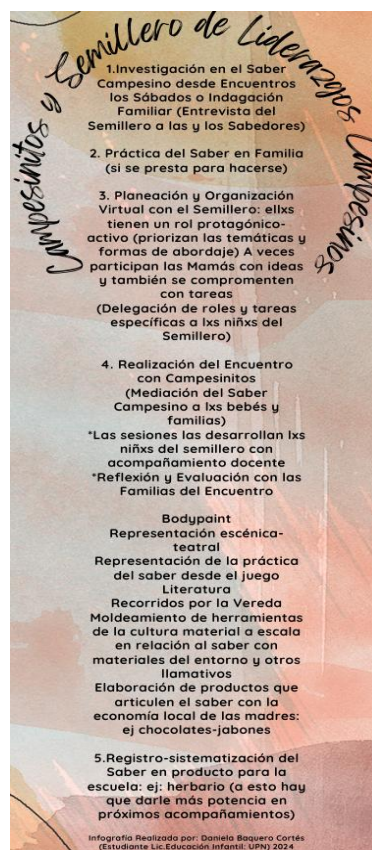 Campesinitos y Semillero de Liderazgos Campesinos
1.Investigación en el Saber
Campesino desde Encuentros
los Sábados o Indagación
Familiar (Entrevista del
Semillero a las y los Sabedores)
2. Práctica del Saber en Familia
(si se presta para hacerse)
3. Planeación y Organización
Virtual con el Semillero: ellxs
tienen un rol protagónico-
activo (priorizan las temáticas y
formas de abordaje) A veces
participan las Mamás con ideas
y también se comprometen
con tareas
(Delegación de roles y tareas
específicas a lxs niñxs del
Semillero)
4. Realización del Encuentro
con Campesinitos
(Mediación del Saber
Campesino a lxs bebés y
familias)
*Las sesiones las desarrollan lxs
niñxs del semillero con
acompañamiento docente
*Reflexión y Evaluación con las
Familias del Encuentro
Bodypaint
Representación escénica-
teatral
Representación de la práctica
del saber desde el juego
Literatura
Recorridos por la Vereda
Moldeamiento de herramientas
de la cultura material a escala
en relación al saber con
materiales del entorno y otros
llamativos
Elaboración de productos que
articulen el saber con la
economía local de las madres:
ej chocolates-jabones
5.Registro-sistematización del
Saber en producto para la
escuela: ej: herbario (a esto hay
que darle más potencia en
próximos acompañamientos)
Infografía Realizada por: Daniela Baquero Cortés
(Estudiante Lic.Educación Infantil: UPN) 2024